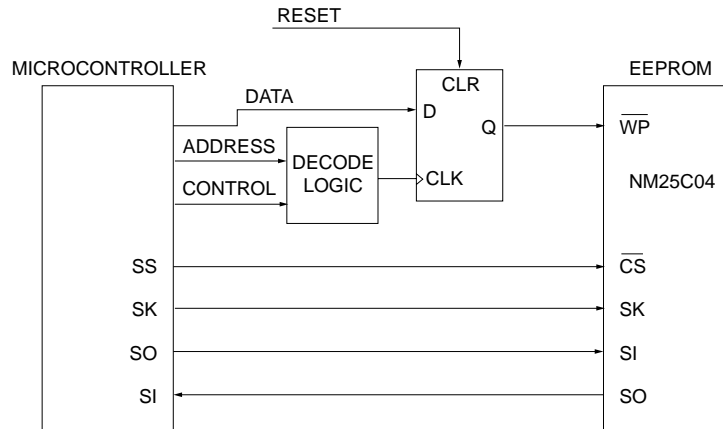 RESET
MICROCONTROLLER
EEPROM
CLR
DATA
D
Q
WP
ADDRESS
DECODE
LOGIC
CLK
CONTROL
NM25C04
SS
CS
SK
SK
SO
SI
SI
SO